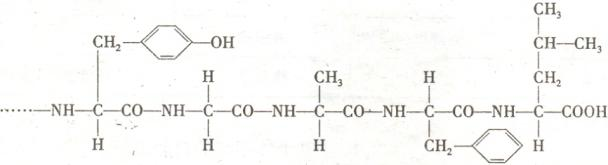 CH₃
CH₂ OH CH—CH₃
H CH₃ H CH₂
······—NH—C—CO—NH—C—CO—NH—C—CO—NH—C—CO—NH—C—COOH
H H H CH₂ H